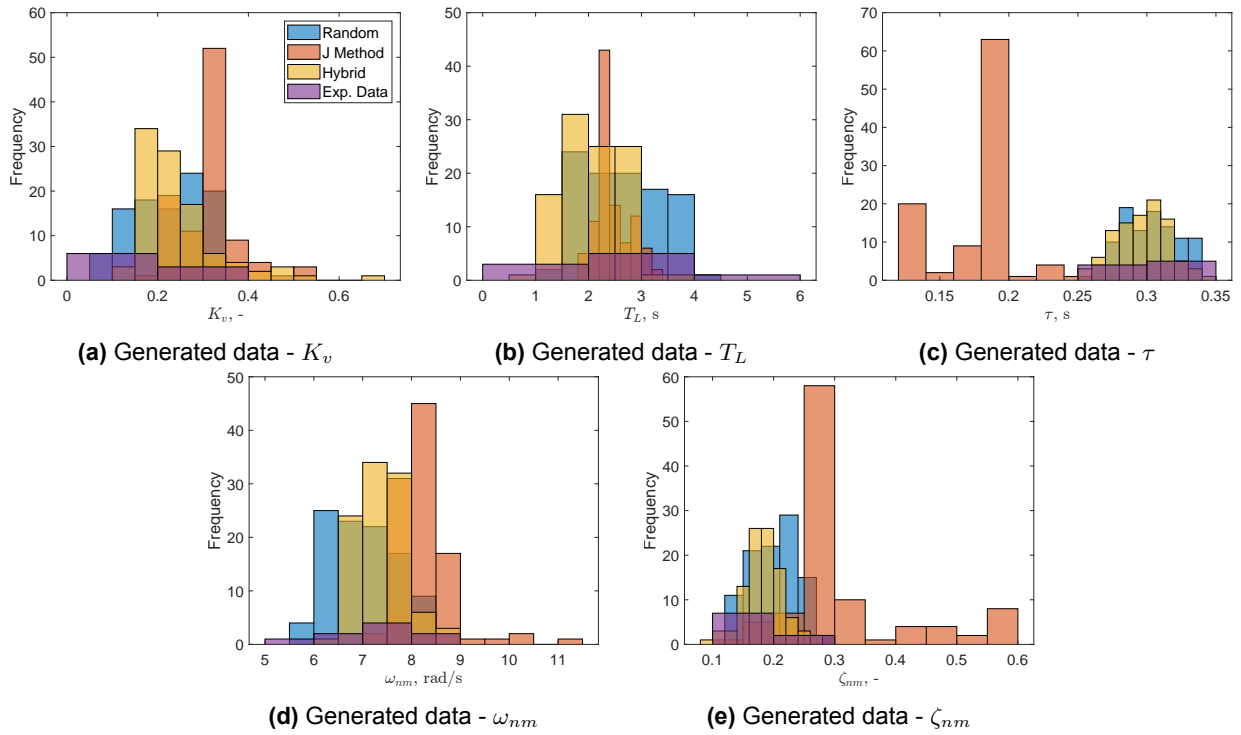 60
50
40
30
20
10
0
Frequency
0 0.2 0.4 0.6
K_v, -
Random
J Method
Hybrid
Exp. Data
(a) Generated data - K_v
50
40
30
20
10
0
Frequency
0 1 2 3 4 5 6
T_L, s
(b) Generated data - T_L
70
60
50
40
30
20
10
0
Frequency
0.15 0.2 0.25 0.3 0.35
τ, s
(c) Generated data - τ
50
40
30
20
10
0
Frequency
5 6 7 8 9 10 11
ω_nm, rad/s
(d) Generated data - ω_nm
60
50
40
30
20
10
0
Frequency
0.1 0.2 0.3 0.4 0.5 0.6
ζ_nm, -
(e) Generated data - ζ_nm